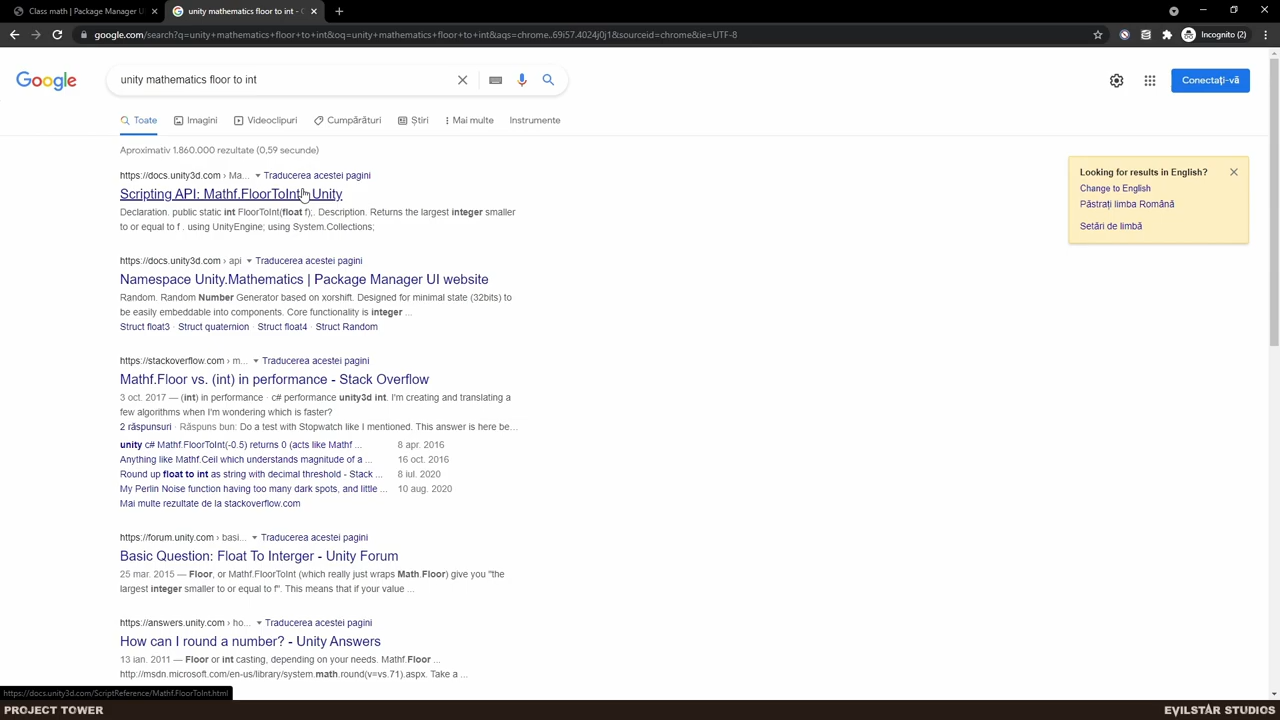 Class math | Package Manager U
unity mathematics floor to int - G
google.com/search?q=unity+mathematics+floor+to+int&oq=unity+mathematics+floor+to+int&aqs=chrome..69i57.4024j0j1&sourceid=chrome&ie=UTF-8
Incognito (2)
Google
unity mathematics floor to int
Conectați-vă
Toate
Imagini
Videoclipuri
Cumpărături
Știri
Mai multe
Instrumente
Aproximativ 1.860.000 rezultate (0,59 secunde)
https://docs.unity3d.com › Ma... Traducerea acestei pagini
Scripting API: Mathf.FloorToInt - Unity
Declaration. public static int FloorToInt(float f);. Description. Returns the largest integer smaller
to or equal to f . using UnityEngine; using System.Collections;
https://docs.unity3d.com › api Traducerea acestei pagini
Namespace Unity.Mathematics | Package Manager UI website
Random. Random Number Generator based on xorshift. Designed for minimal state (32bits) to
be easily embeddable into components. Core functionality is integer ...
Struct float3 · Struct quaternion · Struct float4 · Struct Random
https://stackoverflow.com › m... Traducerea acestei pagini
Mathf.Floor vs. (int) in performance - Stack Overflow
3 oct. 2017 — (int) in performance · c# performance unity3d int. I'm creating and translating a
few algorithms when I'm wondering which is faster?
2 răspunsuri · Răspuns bun: Do a test with Stopwatch like I mentioned. This answer is here be...
unity c# Mathf.FloorToInt(-0.5) returns 0 (acts like Mathf ... 8 apr. 2016
Anything like Mathf.Ceil which understands magnitude of a ... 16 oct. 2016
Round up float to int as string with decimal threshold - Stack ... 8 iul. 2020
My Perlin Noise function having too many dark spots, and little ... 10 aug. 2020
Mai multe rezultate de la stackoverflow.com
https://forum.unity.com › basi... Traducerea acestei pagini
Basic Question: Float To Interger - Unity Forum
25 mar. 2015 — Floor, or Mathf.FloorToInt (which really just wraps Math.Floor) give you "the
largest integer smaller to or equal to f". This means that if your value ...
https://answers.unity.com › ho... Traducerea acestei pagini
How can I round a number? - Unity Answers
13 ian. 2011 — Floor or int casting, depending on your needs. Mathf.Floor ...
http://msdn.microsoft.com/en-us/library/system.math.round(v=vs.71).aspx. Take a ...
Looking for results in English?
Change to English
Păstrați limba Română
Setări de limbă
https://docs.unity3d.com/ScriptReference/Mathf.FloorToInt.html
PROJECT TOWER
EVILSTAR STUDIOS